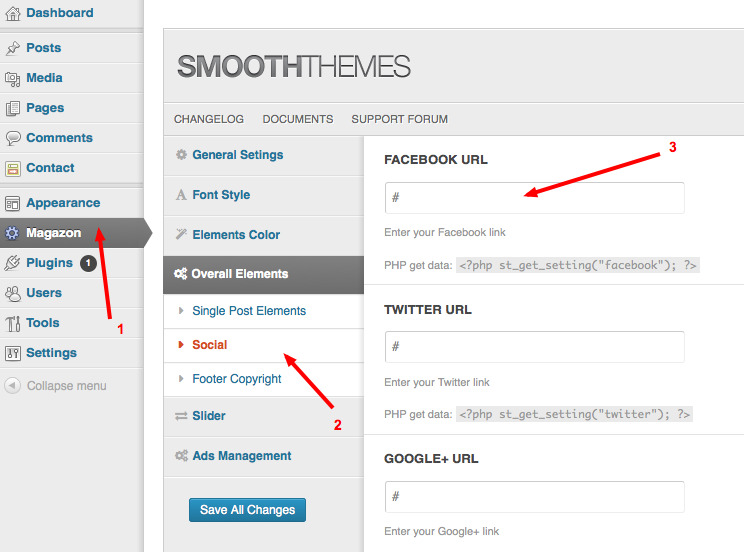 Dashboard
Posts
Media
Pages
Comments
Contact
Appearance
Magazon
Plugins 1
Users
Tools
Settings
Collapse menu
1
SMOOTHTHEMES
CHANGELOG DOCUMENTS SUPPORT FORUM
General Setings
Font Style
Elements Color
Overall Elements
Single Post Elements
Social
Footer Copyright
2
Slider
Ads Management
Save All Changes
FACEBOOK URL
3
#
Enter your Facebook link
PHP get data: <?php st_get_setting("facebook"); ?>
TWITTER URL
#
Enter your Twitter link
PHP get data: <?php st_get_setting("twitter"); ?>
GOOGLE+ URL
#
Enter your Google+ link